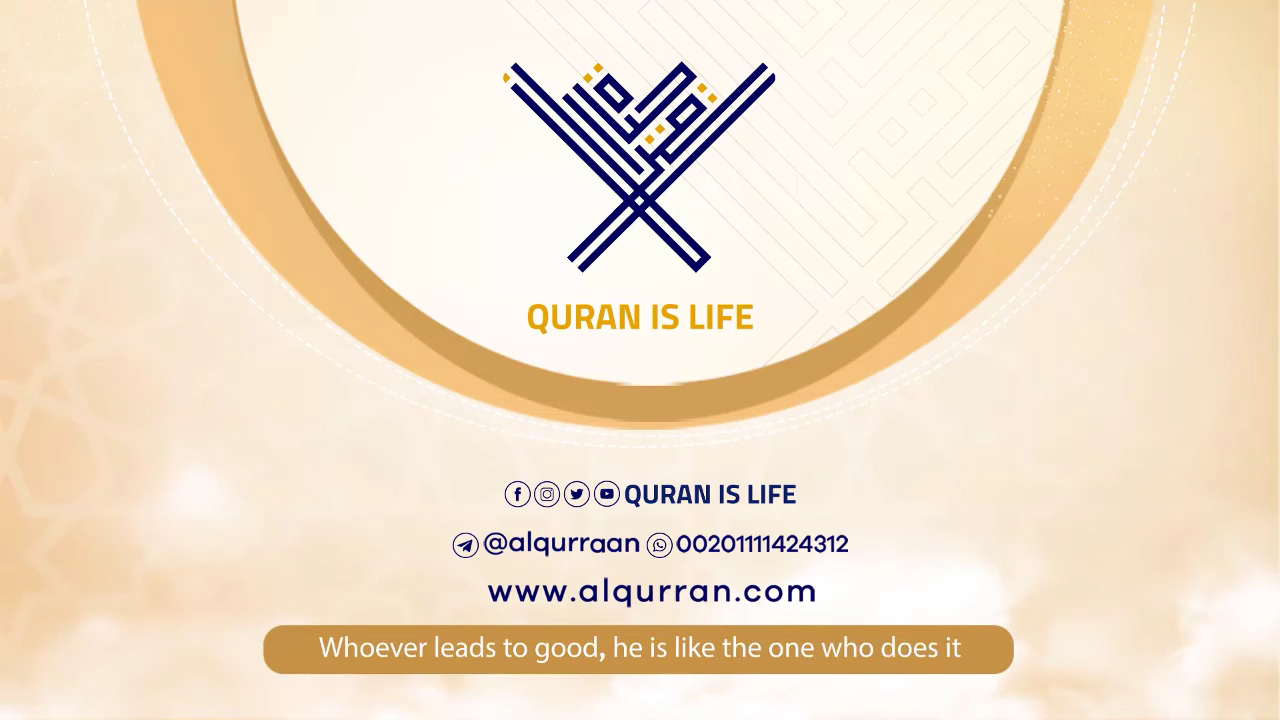 QURAN IS LIFE
QURAN IS LIFE
@alqurraan 00201111424312
www.alqurran.com
Whoever leads to good, he is like the one who does it